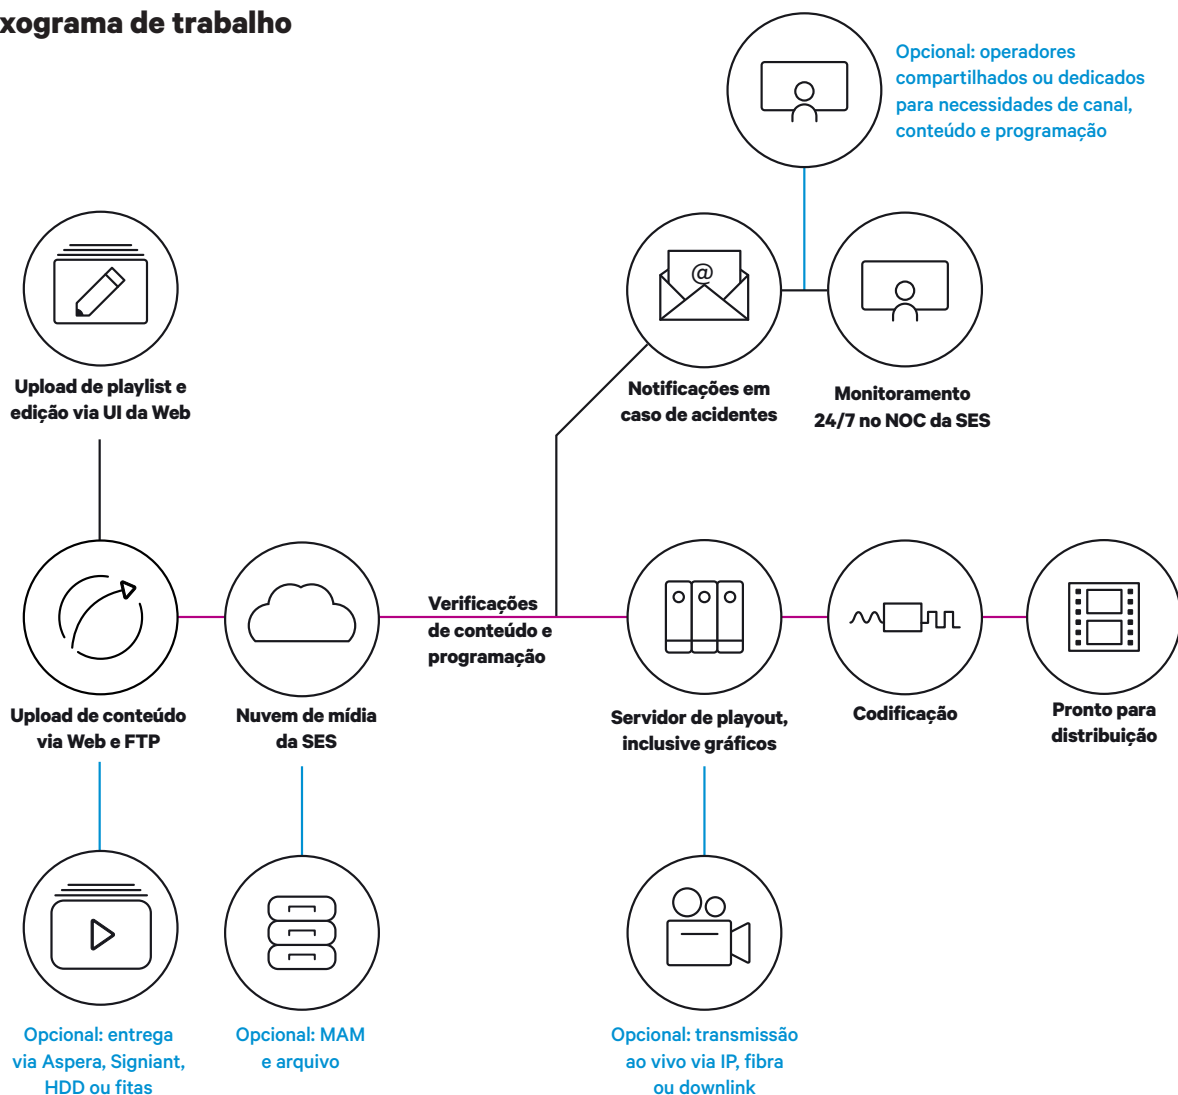 xograma de trabalho
Opcional: operadores
compartilhados ou dedicados
para necessidades de canal,
conteúdo e programação
Upload de playlist e
edição via UI da Web
@
Notificações em
caso de acidentes
Monitoramento
24/7 no NOC da SES
Verificações
de conteúdo e
programação
Upload de conteúdo
via Web e FTP
Nuvem de mídia
da SES
Servidor de playout,
inclusive gráficos
Codificação
Pronto para
distribuição
Opcional: entrega
via Aspera, Signiant,
HDD ou fitas
Opcional: MAM
e arquivo
Opcional: transmissão
ao vivo via IP, fibra
ou downlink